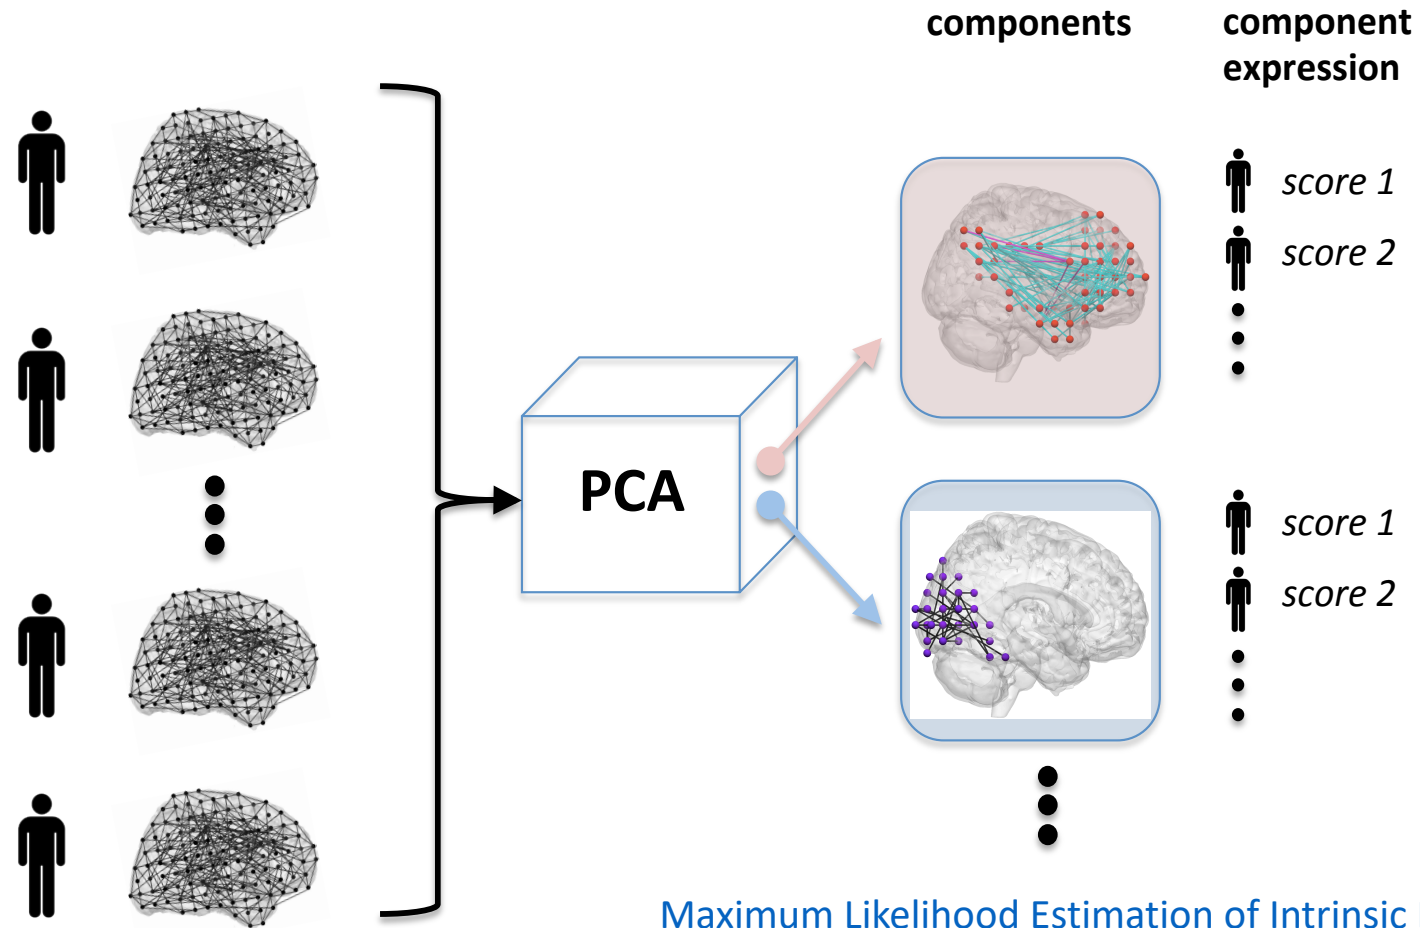 components
component
expression
score 1
score 2
PCA
score 1
score 2
Maximum Likelihood Estimation of Intrinsic